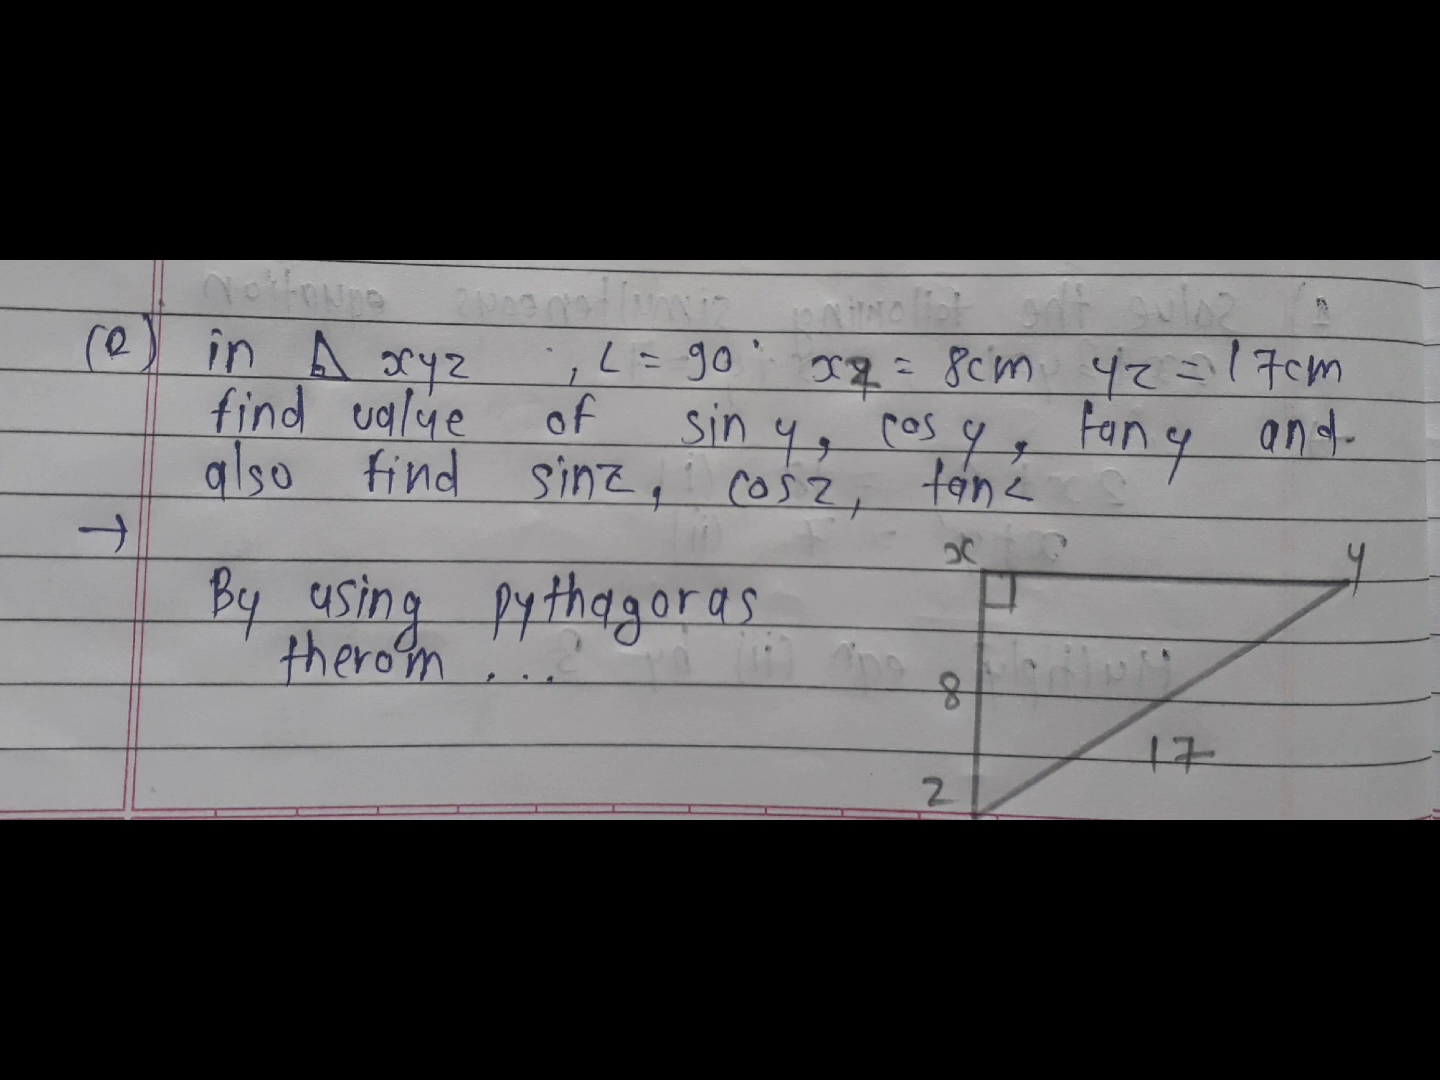 (Q) in Δ xyz , ∠ = 90° xz = 8cm yz = 17cm
find value of sin y, cos y, tan y and
also find sinz, cosz, tanz
→
By using pythagoras
therom ...
x
y
8
17
z